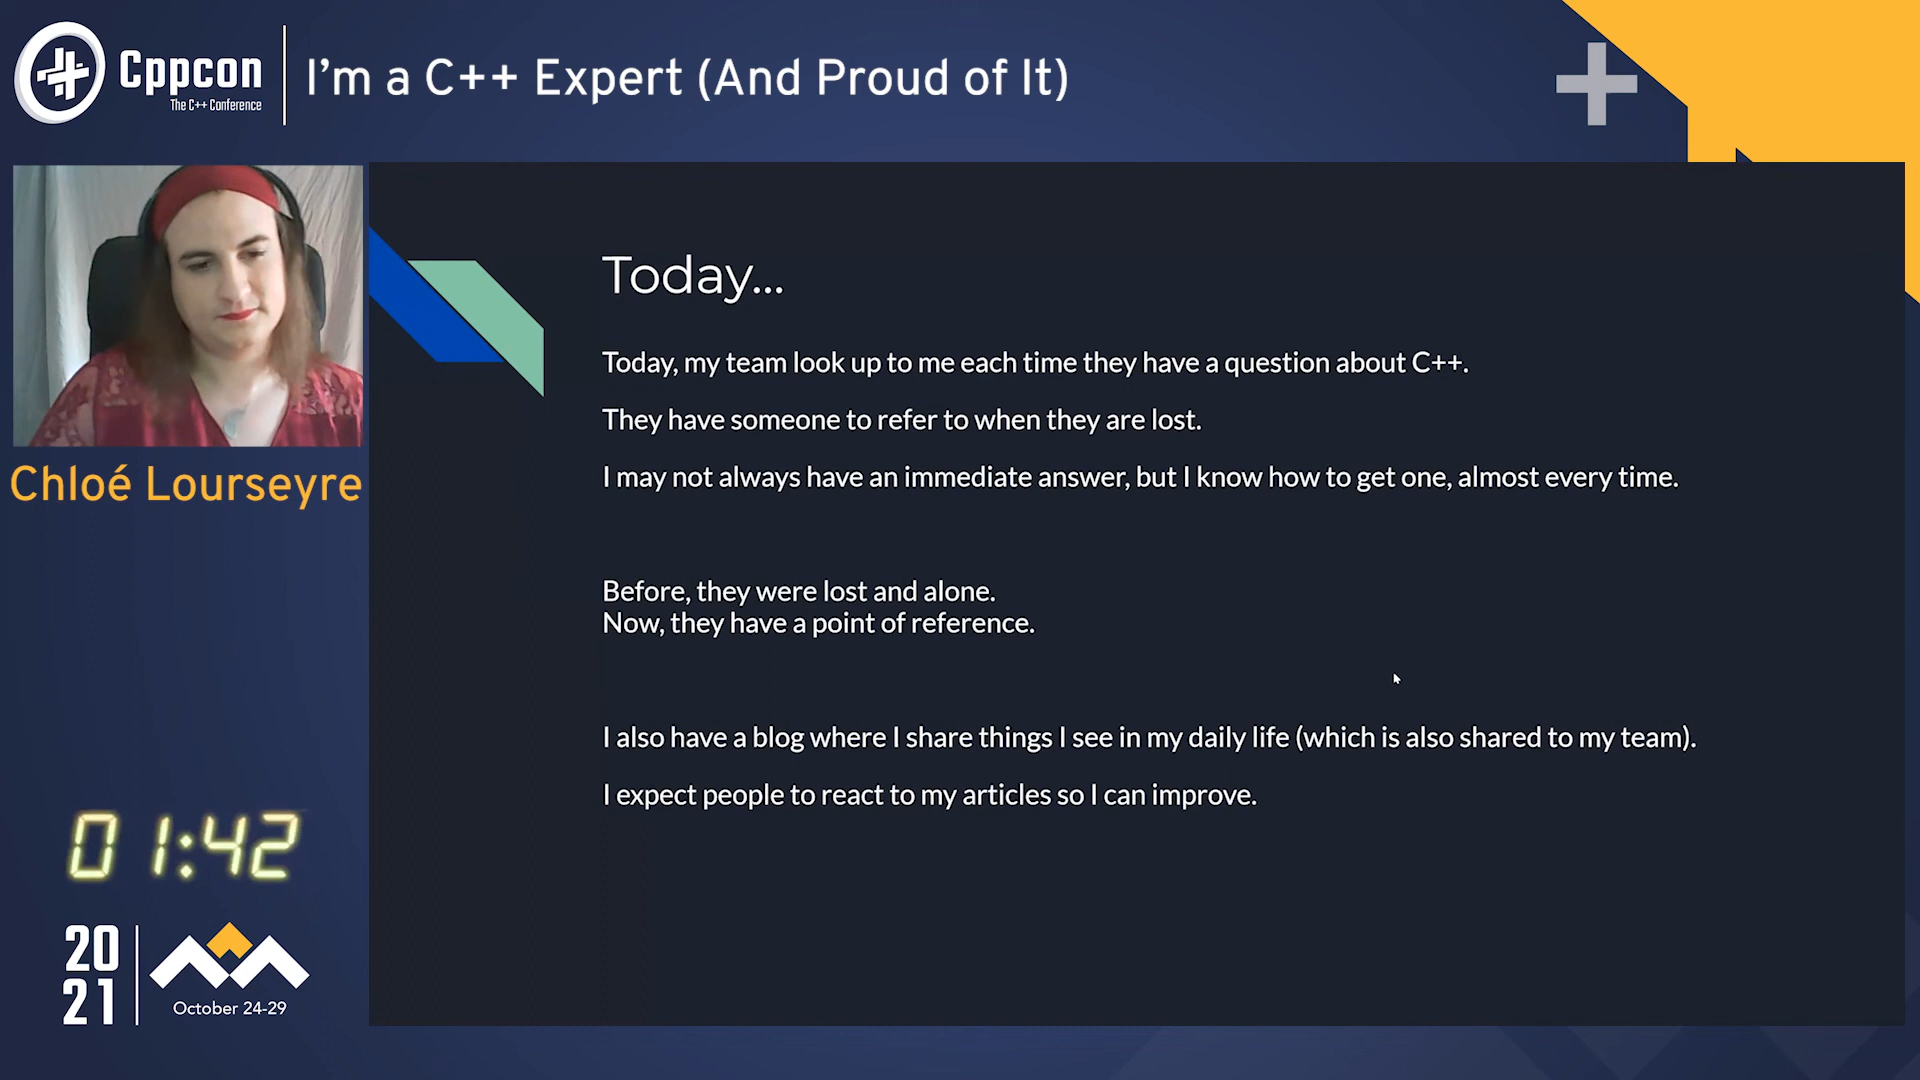 Cppcon
The C++ Conference
I'm a C++ Expert (And Proud of It)
Chloé Lourseyre
Today...
Today, my team look up to me each time they have a question about C++.
They have someone to refer to when they are lost.
I may not always have an immediate answer, but I know how to get one, almost every time.
Before, they were lost and alone.
Now, they have a point of reference.
I also have a blog where I share things I see in my daily life (which is also shared to my team).
I expect people to react to my articles so I can improve.
01:42
20
21
October 24-29